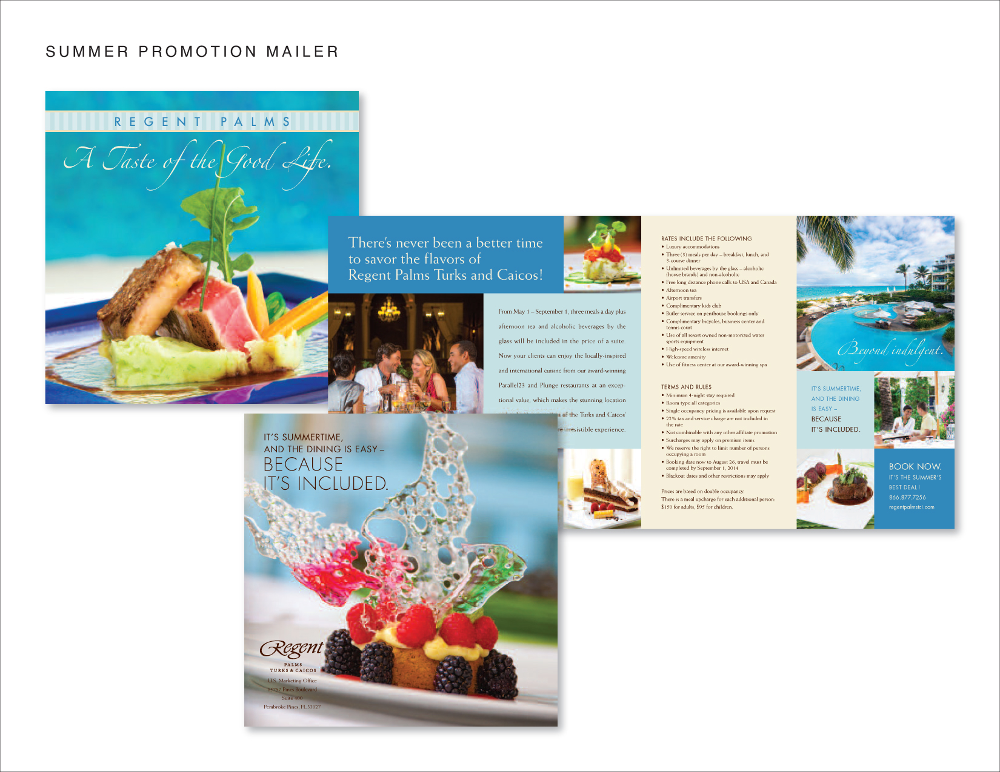 SUMMER PROMOTION MAILER
REGENT PALMS
A Taste of the Good Life.
There's never been a better time
to savor the flavors of
Regent Palms Turks and Caicos!
From May 1 – September 1, three meals a day plus
afternoon tea and alcoholic beverages by the
glass will be included in the price of a suite.
Now your clients can enjoy the locally-inspired
and international cuisine from our award-winning
Parallel23 and Plunge restaurants at an excep-
tional value, which makes the stunning location
of the Turks and Caicos'
irresistible experience.
RATES INCLUDE THE FOLLOWING
• Luxury accommodations
• Three (3) meals per day – breakfast, lunch, and
3-course dinner
• Unlimited beverages by the glass – alcoholic
(house brands) and non-alcoholic
• Free long distance phone calls to USA and Canada
• Afternoon tea
• Airport transfers
• Complimentary kids club
• Butler service on penthouse bookings only
• Complimentary bicycles, business center and
tennis court
• Use of all resort owned non-motorized water
sports equipment
• High-speed wireless internet
• Welcome amenity
• Use of fitness center at our award-winning spa
TERMS AND RULES
• Minimum 4-night stay required
• Room type all categories
• Single occupancy pricing is available upon request
• 22% tax and service charge are not included in
the rate
• Not combinable with any other affiliate promotion
• Surcharges may apply on premium items
• We reserve the right to limit number of persons
occupying a room
• Booking date now to August 26, travel must be
completed by September 1, 2014
• Blackout dates and other restrictions may apply
Prices are based on double occupancy.
There is a meal upcharge for each additional person:
$150 for adults, $95 for children.
Beyond indulgent.
IT'S SUMMERTIME,
AND THE DINING
IS EASY –
BECAUSE
IT'S INCLUDED.
BOOK NOW.
IT'S THE SUMMER'S
BEST DEAL!
866.877.7256
regentpalmstci.com
IT'S SUMMERTIME,
AND THE DINING IS EASY –
BECAUSE
IT'S INCLUDED.
Regent
PALMS
TURKS & CAICOS
U.S. Marketing Office
15757 Pines Boulevard
Suite 400
Pembroke Pines, FL 33027